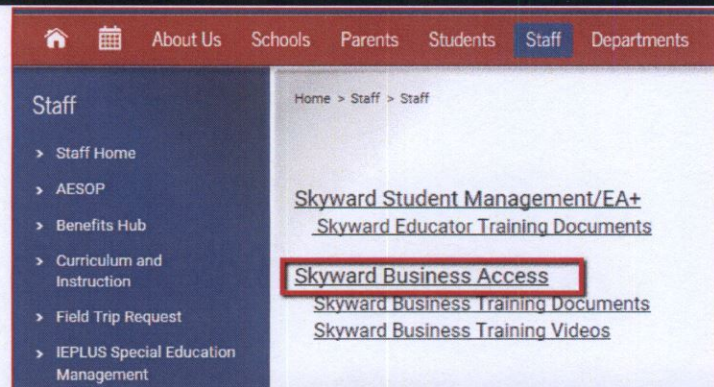 About Us Schools Parents Students Staff Departments
Staff
> Staff Home
> AESOP
> Benefits Hub
> Curriculum and
Instruction
> Field Trip Request
> IEPLUS Special Education
Management
Home > Staff > Staff
Skyward Student Management/EA+
Skyward Educator Training Documents
Skyward Business Access
Skyward Business Training Documents
Skyward Business Training Videos